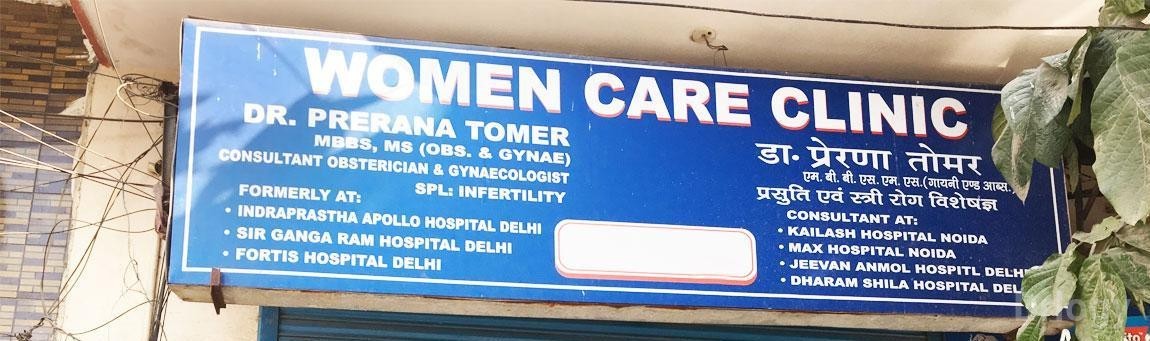 WOMEN CARE CLINIC
DR. PRERANA TOMER
MBBS, MS (OBS. & GYNAE)
CONSULTANT OBSTERICIAN & GYNAECOLOGIST
SPL: INFERTILITY
FORMERLY AT:
• INDRAPRASTHA APOLLO HOSPITAL DELHI
• SIR GANGA RAM HOSPITAL DELHI
• FORTIS HOSPITAL DELHI
डा॰ प्रेरणा तोमर
एम. बी. बी. एस. एम. एस. (गायनी एण्ड आब्स.)
प्रसुति एवं स्त्री रोग विशेषज्ञ
CONSULTANT AT:
• KAILASH HOSPITAL NOIDA
• MAX HOSPITAL NOIDA
• JEEVAN ANMOL HOSPITL DELH
• DHARAM SHILA HOSPITAL DEL